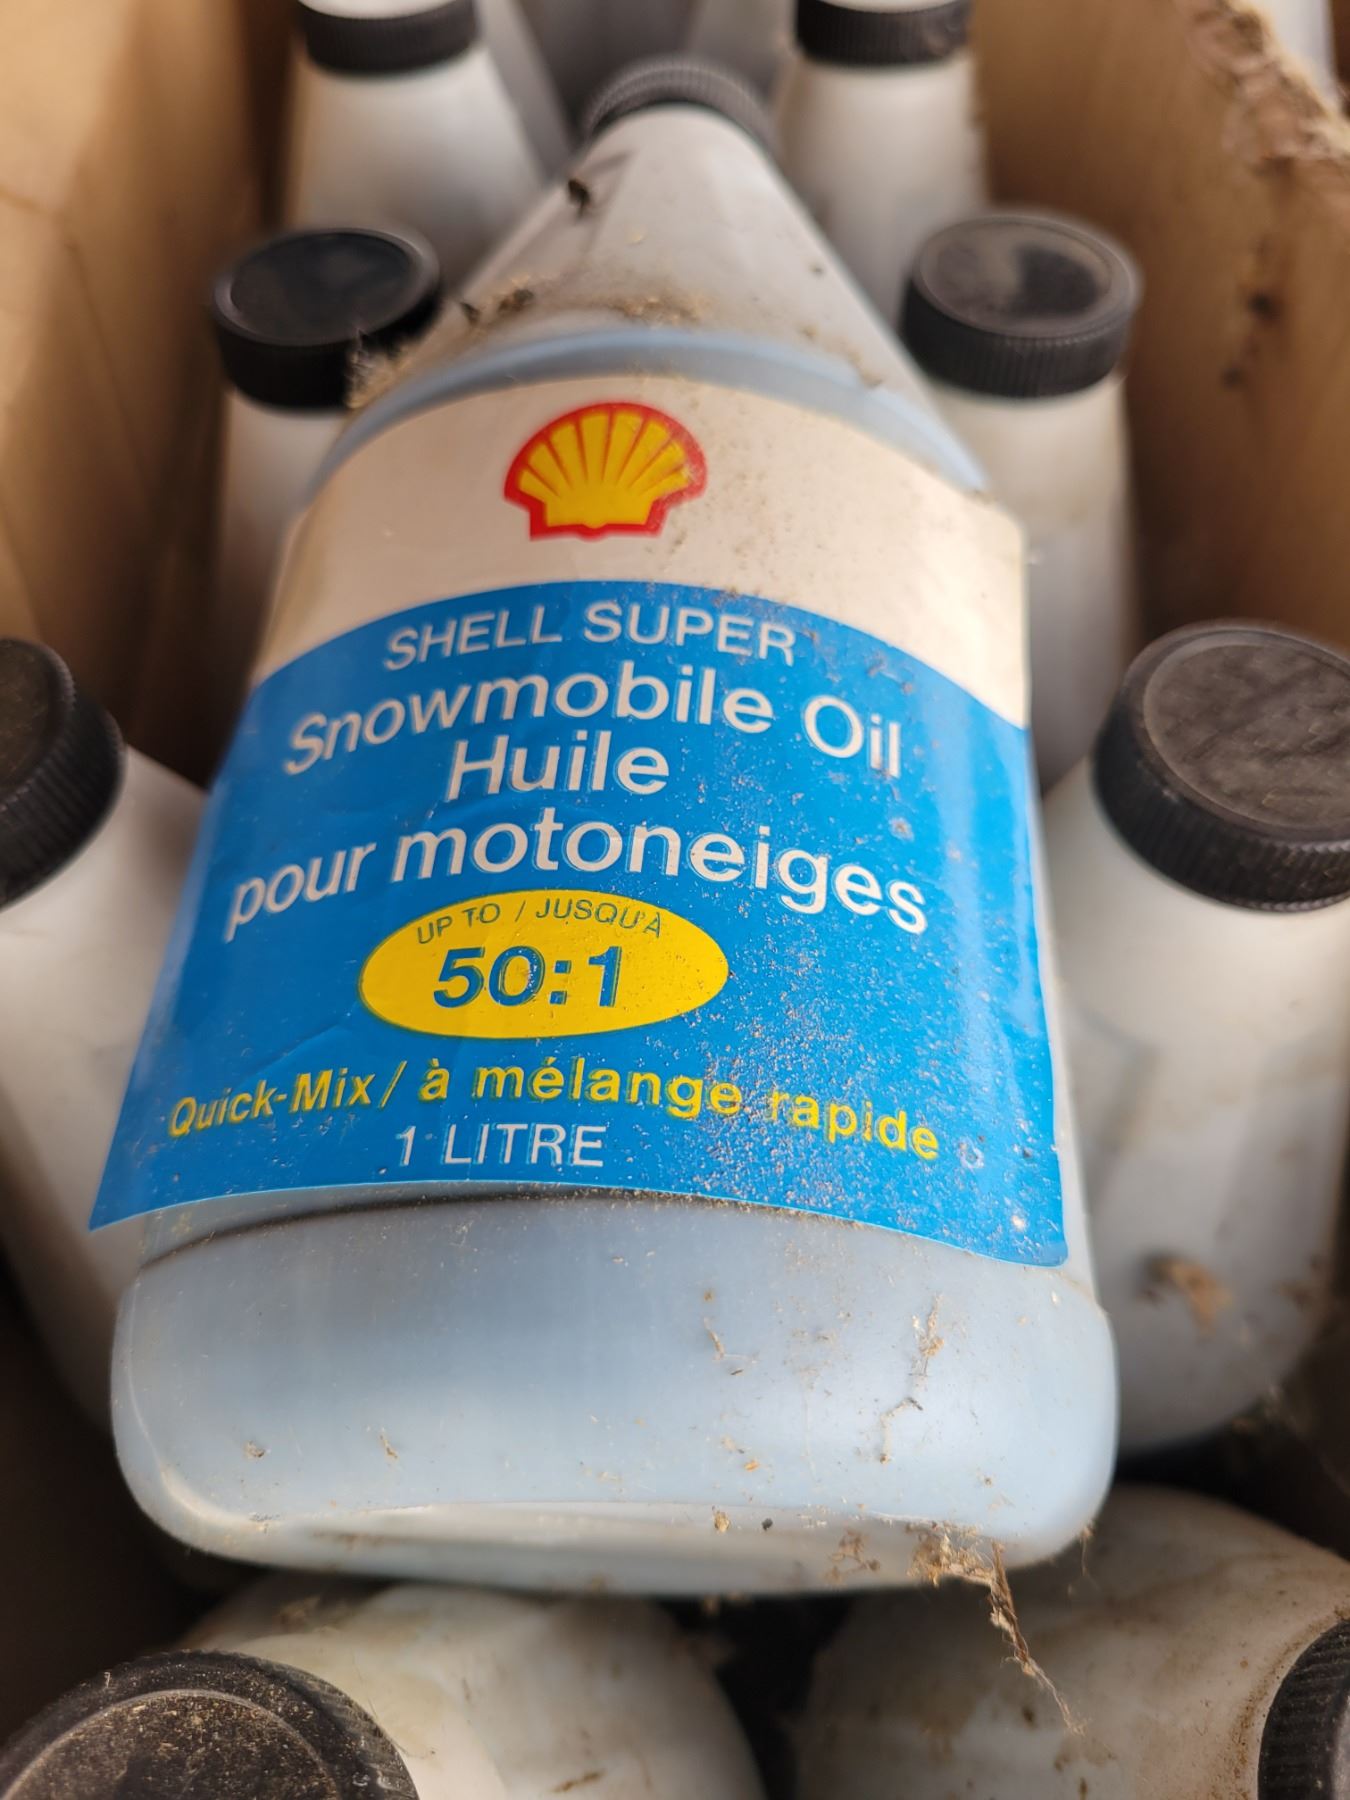 SHELL SUPER
Snowmobile Oil
Huile
pour motoneiges
UP TO / JUSQU'À
50:1
Quick-Mix / à mélange rapide
1 LITRE